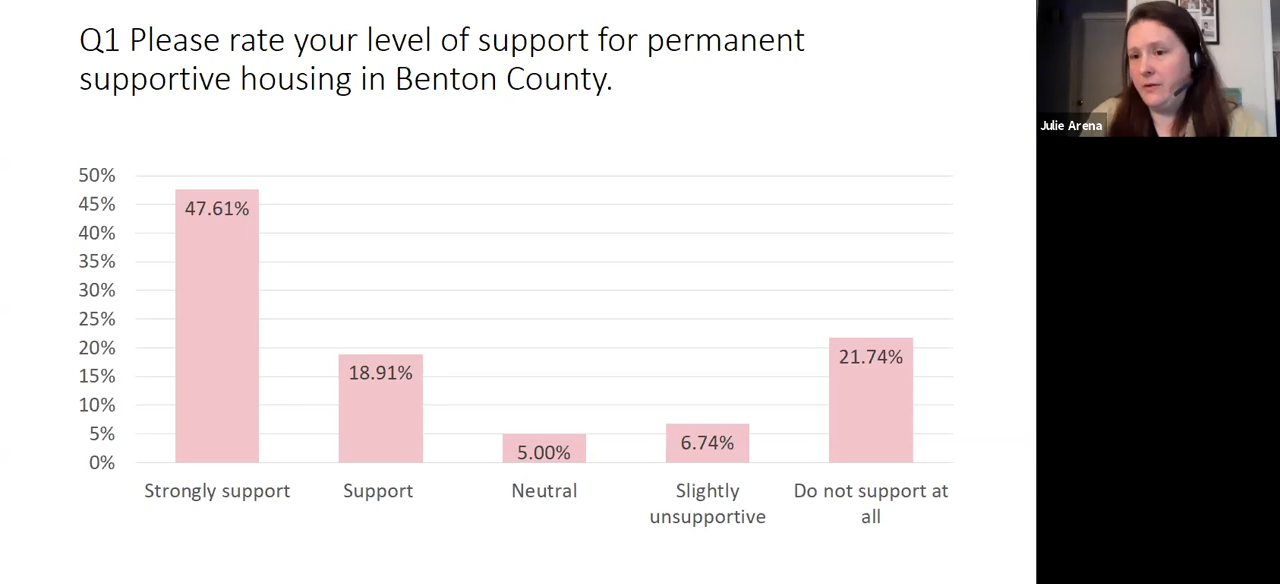 Q1 Please rate your level of support for permanent
supportive housing in Benton County.
Julie Arena
50%
45%
40%
35%
30%
25%
20%
15%
10%
5%
0%
47.61%
18.91%
5.00%
6.74%
21.74%
Strongly support
Support
Neutral
Slightly
unsupportive
Do not support at
all